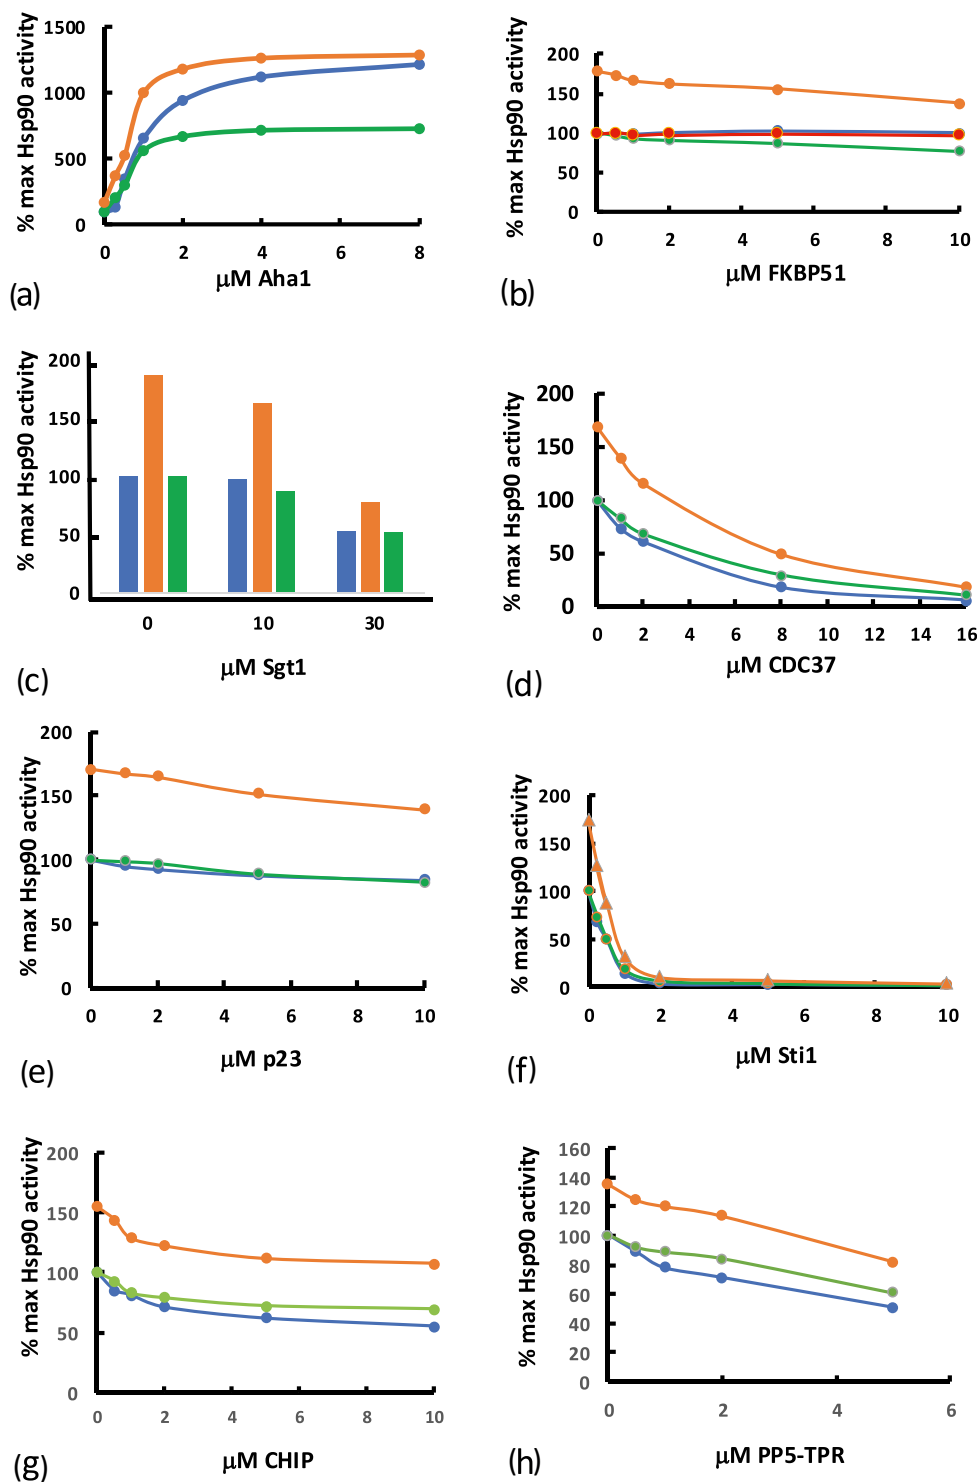 % max Hsp90 activity
1500
1000
500
0
0 2 4 6 8
μM Aha1
(a)
% max Hsp90 activity
200
150
100
50
0
0 2 4 6 8 10
μM FKBP51
(b)
% max Hsp90 activity
200
150
100
50
0
0 10 30
μM Sgt1
(c)
% max Hsp90 activity
200
150
100
50
0
0 2 4 6 8 10 12 14 16
μM CDC37
(d)
% max Hsp90 activity
200
150
100
50
0
0 2 4 6 8 10
μM p23
(e)
% max Hsp90 activity
200
150
100
50
0
0 2 4 6 8 10
μM Sti1
(f)
% max Hsp90 activity
200
150
100
50
0
0 2 4 6 8 10
μM CHIP
(g)
% max Hsp90 activity
160
140
120
100
80
60
40
20
0
0 2 4 6
μM PP5-TPR
(h)